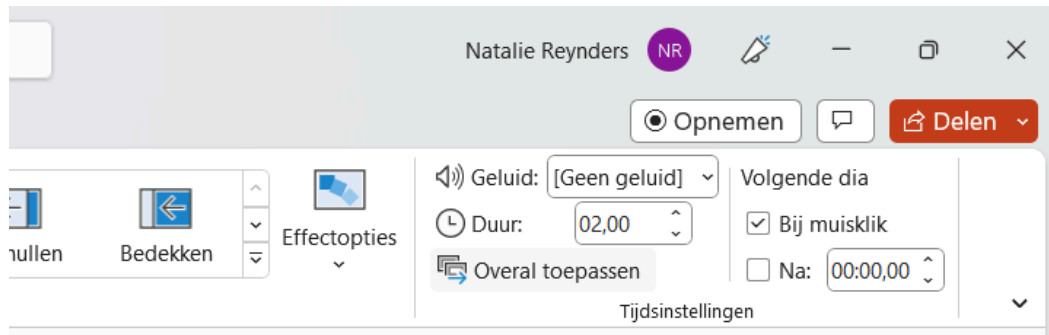 Natalie Reynders NR
Opnemen Delen
Geluid: [Geen geluid] Volgende dia
Duur: 02,00 Bij muisklik
Bedekken Effectopties
Overal toepassen Na: 00:00,00
Tijdsinstellingen